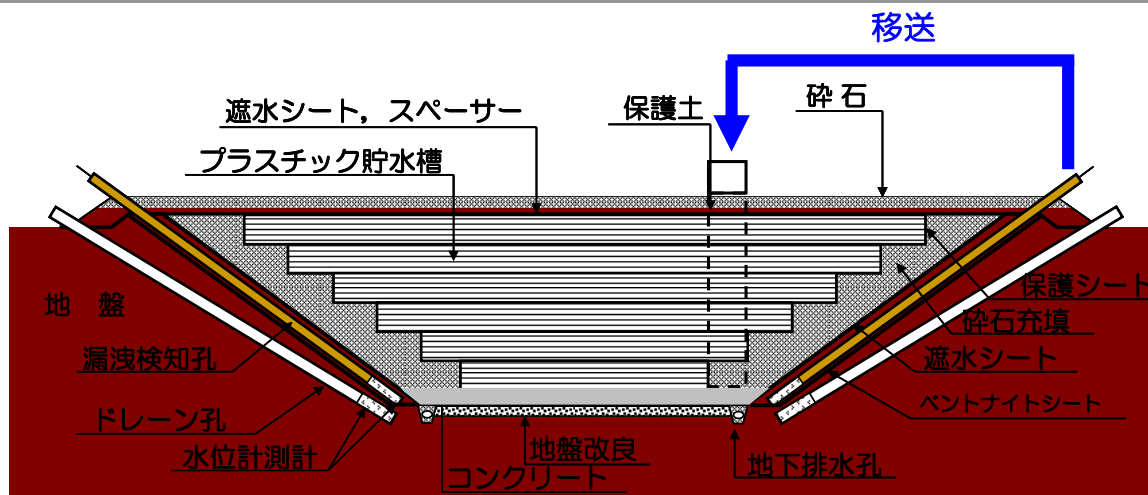 移送
遮水シート，スペーサー
保護土
砕 石
プラスチック貯水槽
地　盤
保護シート
砕石充填
漏洩検知孔
遮水シート
ドレーン孔
ベントナイトシート
水位計測計
地盤改良
地下排水孔
コンクリート